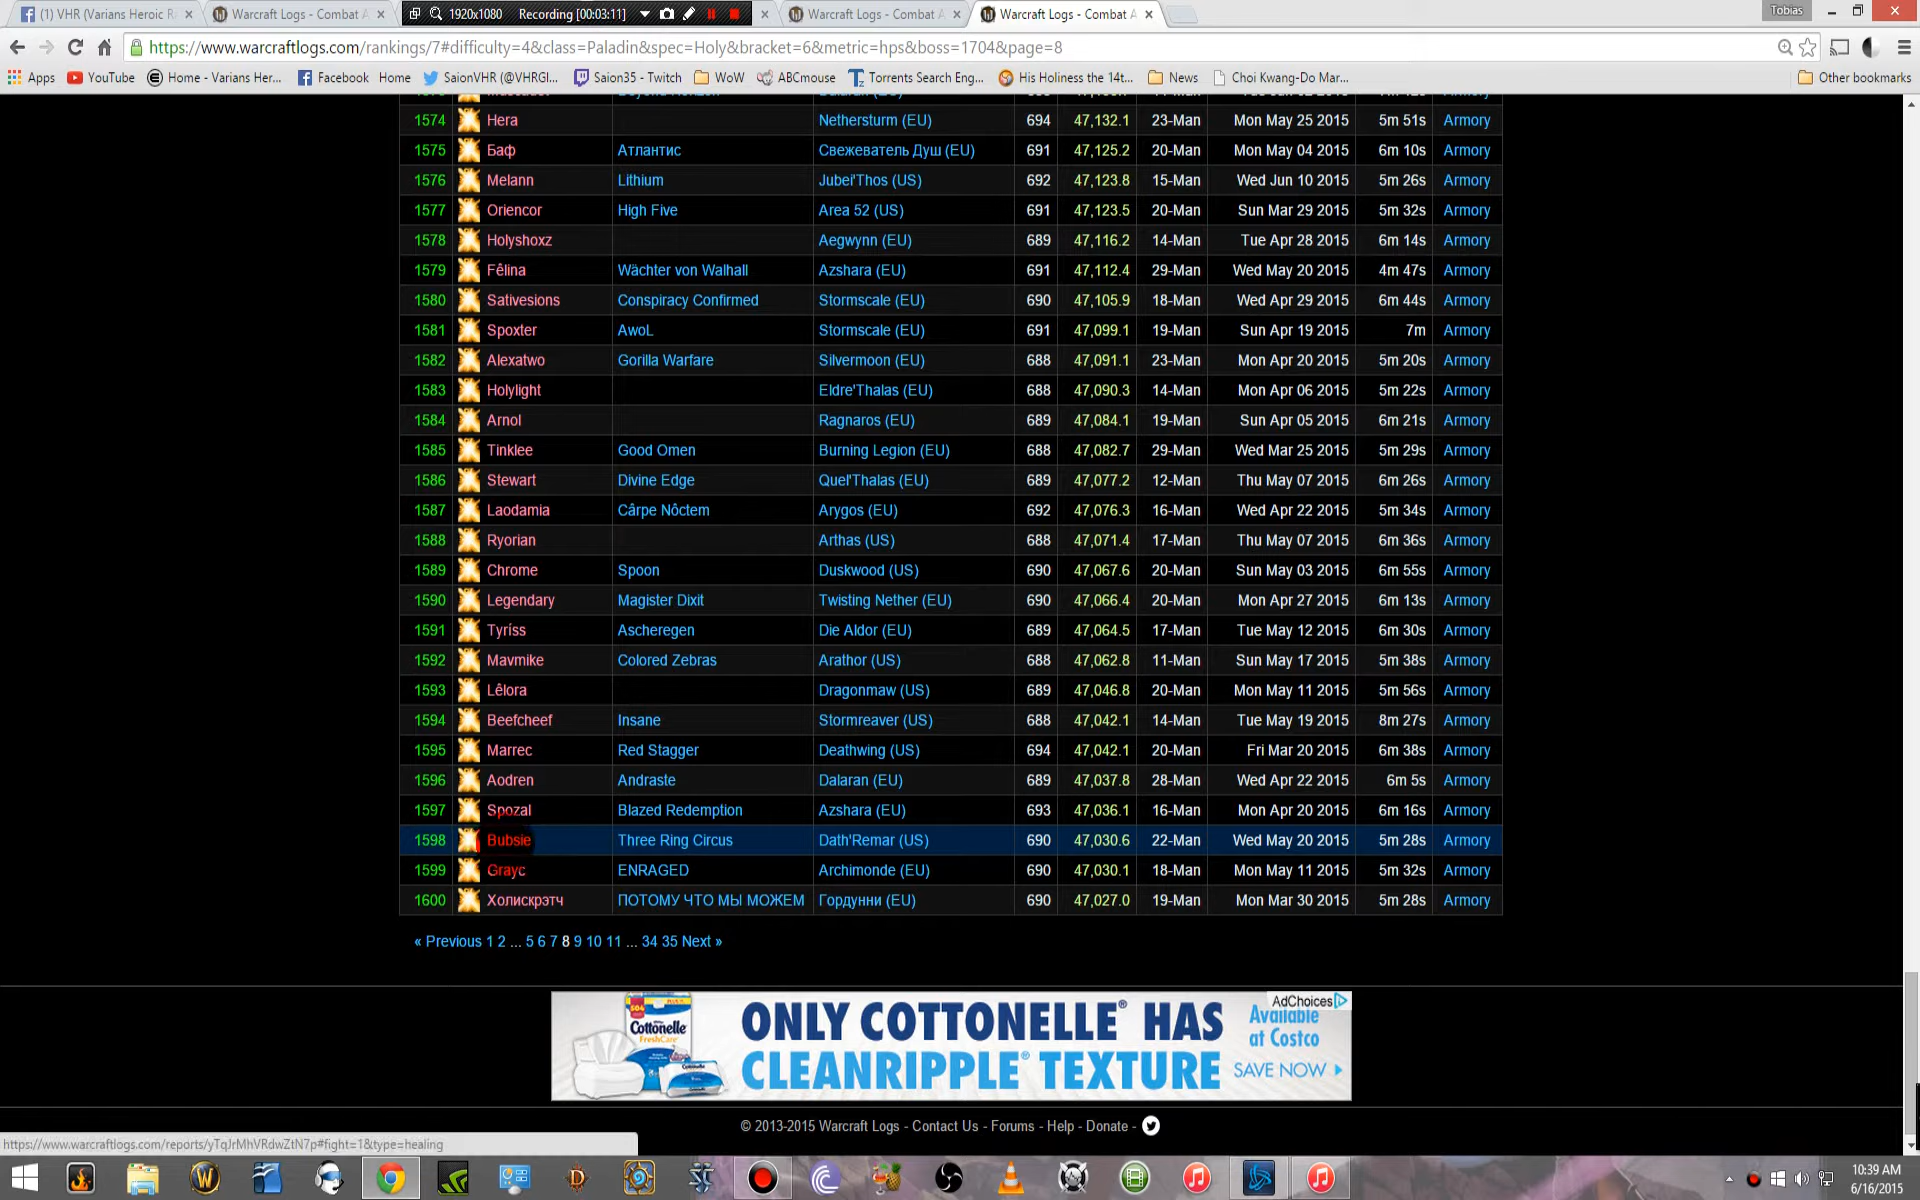 (1) VHR (Varians Heroic R
Warcraft Logs - Combat A
1920x1080 Recording [00:03:11]
Warcraft Logs - Combat A
Warcraft Logs - Combat A
Tobias
https://www.warcraftlogs.com/rankings/7#difficulty=4&class=Paladin&spec=Holy&bracket=6&metric=hps&boss=1704&page=8
Apps YouTube Home - Varians Her... Facebook Home SaionVHR (@VHRGl... Saion35 - Twitch WoW ABCmouse Torrents Search Eng... His Holiness the 14t... News Choi Kwang-Do Mar... Other bookmarks
1574 Hera Nethersturm (EU) 694 47,132.1 23-Man Mon May 25 2015 5m 51s Armory
1575 Баф Атлантис Свежеватель Душ (EU) 691 47,125.2 20-Man Mon May 04 2015 6m 10s Armory
1576 Melann Lithium Jubei'Thos (US) 692 47,123.8 15-Man Wed Jun 10 2015 5m 26s Armory
1577 Oriencor High Five Area 52 (US) 691 47,123.5 20-Man Sun Mar 29 2015 5m 32s Armory
1578 Holyshoxz Aegwynn (EU) 689 47,116.2 14-Man Tue Apr 28 2015 6m 14s Armory
1579 Fêlina Wächter von Walhall Azshara (EU) 691 47,112.4 29-Man Wed May 20 2015 4m 47s Armory
1580 Sativesions Conspiracy Confirmed Stormscale (EU) 690 47,105.9 18-Man Wed Apr 29 2015 6m 44s Armory
1581 Spoxter AwoL Stormscale (EU) 691 47,099.1 19-Man Sun Apr 19 2015 7m Armory
1582 Alexatwo Gorilla Warfare Silvermoon (EU) 688 47,091.1 23-Man Mon Apr 20 2015 5m 20s Armory
1583 Holylight Eldre'Thalas (EU) 688 47,090.3 14-Man Mon Apr 06 2015 5m 22s Armory
1584 Arnol Ragnaros (EU) 689 47,084.1 19-Man Sun Apr 05 2015 6m 21s Armory
1585 Tinklee Good Omen Burning Legion (EU) 688 47,082.7 29-Man Wed Mar 25 2015 5m 29s Armory
1586 Stewart Divine Edge Quel'Thalas (EU) 689 47,077.2 12-Man Thu May 07 2015 6m 26s Armory
1587 Laodamia Cârpe Nôctem Arygos (EU) 692 47,076.3 16-Man Wed Apr 22 2015 5m 34s Armory
1588 Ryorian Arthas (US) 688 47,071.4 17-Man Thu May 07 2015 6m 36s Armory
1589 Chrome Spoon Duskwood (US) 690 47,067.6 20-Man Sun May 03 2015 6m 55s Armory
1590 Legendary Magister Dixit Twisting Nether (EU) 690 47,066.4 20-Man Mon Apr 27 2015 6m 13s Armory
1591 Tyríss Ascheregen Die Aldor (EU) 689 47,064.5 17-Man Tue May 12 2015 6m 30s Armory
1592 Mavmike Colored Zebras Arathor (US) 688 47,062.8 11-Man Sun May 17 2015 5m 38s Armory
1593 Lêlora Dragonmaw (US) 689 47,046.8 20-Man Mon May 11 2015 5m 56s Armory
1594 Beefcheef Insane Stormreaver (US) 688 47,042.1 14-Man Tue May 19 2015 8m 27s Armory
1595 Marrec Red Stagger Deathwing (US) 694 47,042.1 20-Man Fri Mar 20 2015 6m 38s Armory
1596 Aodren Andraste Dalaran (EU) 689 47,037.8 28-Man Wed Apr 22 2015 6m 5s Armory
1597 Spozal Blazed Redemption Azshara (EU) 693 47,036.1 16-Man Mon Apr 20 2015 6m 16s Armory
1598 Bubsie Three Ring Circus Dath'Remar (US) 690 47,030.6 22-Man Wed May 20 2015 5m 28s Armory
1599 Grayc ENRAGED Archimonde (EU) 690 47,030.1 18-Man Mon May 11 2015 5m 32s Armory
1600 Холискрэтч ПОТОМУ ЧТО МЫ МОЖЕМ Гордунни (EU) 690 47,027.0 19-Man Mon Mar 30 2015 5m 28s Armory
« Previous 1 2 ... 5 6 7 8 9 10 11 ... 34 35 Next »
AdChoices
Cottonelle
FreshCare
ONLY COTTONELLE® HAS
CLEANRIPPLE® TEXTURE
Available
at Costco
SAVE NOW
© 2013-2015 Warcraft Logs - Contact Us - Forums - Help - Donate -
https://www.warcraftlogs.com/reports/yTqJrMhVRdwZtN7p#fight=1&type=healing
10:39 AM
6/16/2015